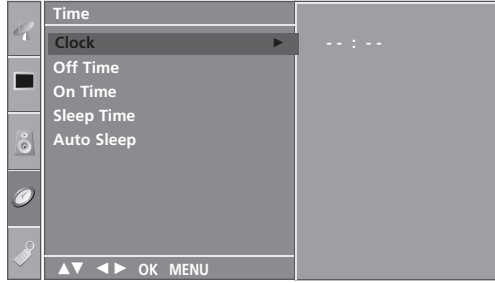 Time
Clock ► -- : --
Off Time
On Time
Sleep Time
Auto Sleep
▲▼ ◄► OK MENU